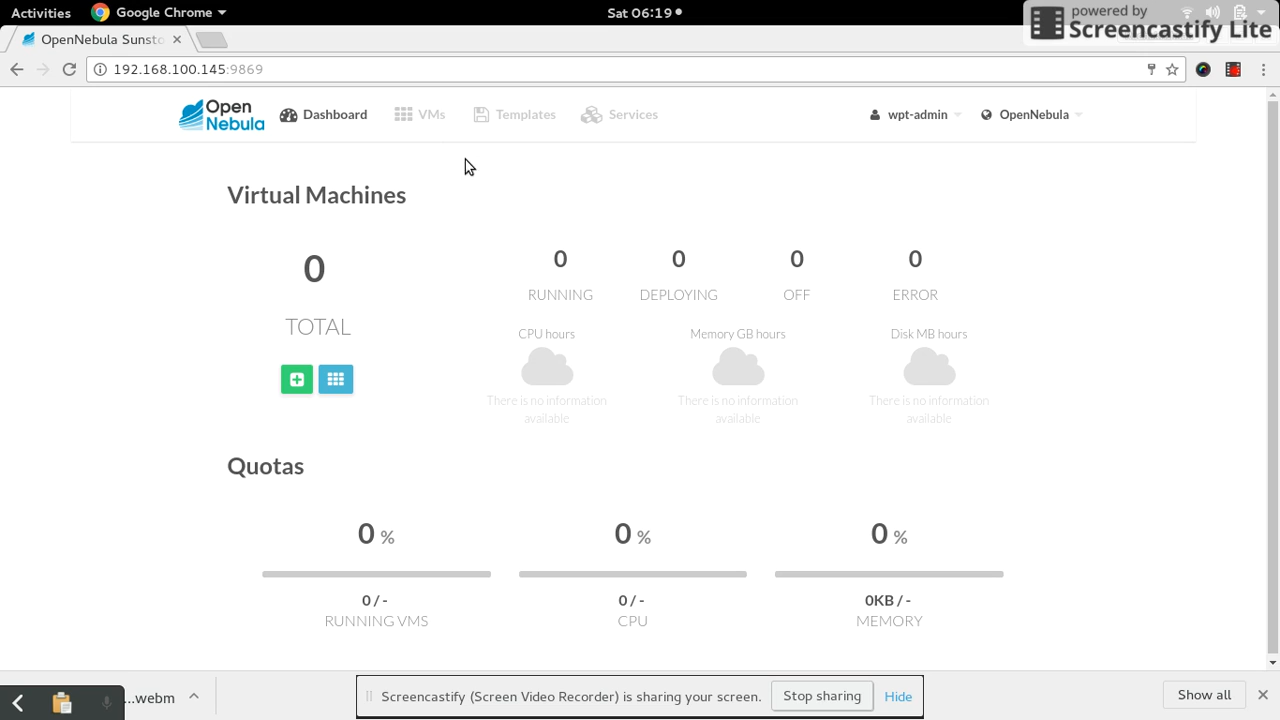 Activities Google Chrome Sat 06:19
powered by
Screencastify Lite
OpenNebula Sunsto
192.168.100.145:9869
Open
Nebula
Dashboard VMs Templates Services wpt-admin OpenNebula
Virtual Machines
0
TOTAL
0 0 0 0
RUNNING DEPLOYING OFF ERROR
CPU hours Memory GB hours Disk MB hours
There is no information
available
There is no information
available
There is no information
available
Quotas
0 % 0 % 0 %
0 / - 0 / - 0KB / -
RUNNING VMS CPU MEMORY
...webm
Screencastify (Screen Video Recorder) is sharing your screen. Stop sharing Hide
Show all